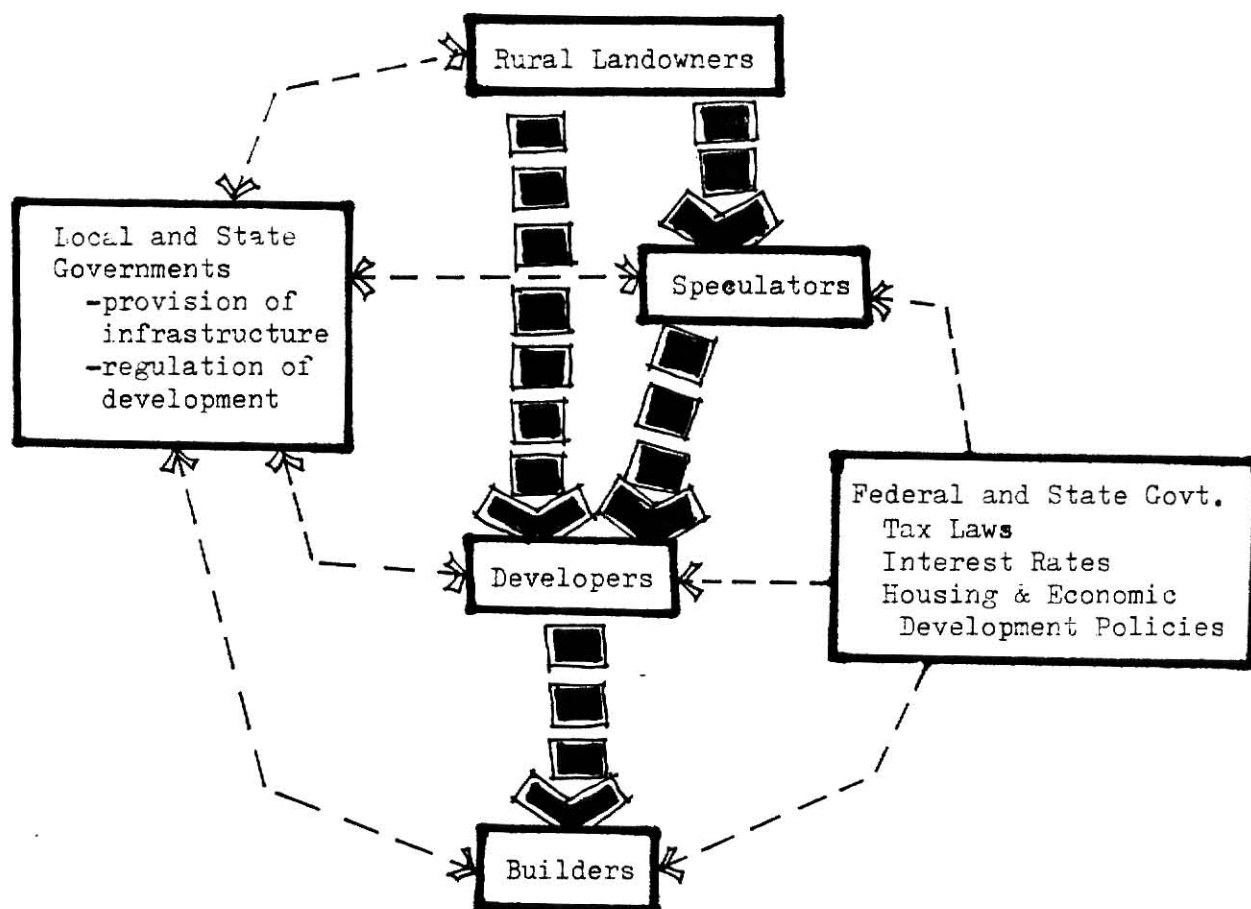 Rural Landowners
Local and State
Governments
-provision of
infrastructure
-regulation of
development
Speculators
Federal and State Govt.
Tax Laws
Interest Rates
Housing & Economic
Development Policies
Developers
Builders